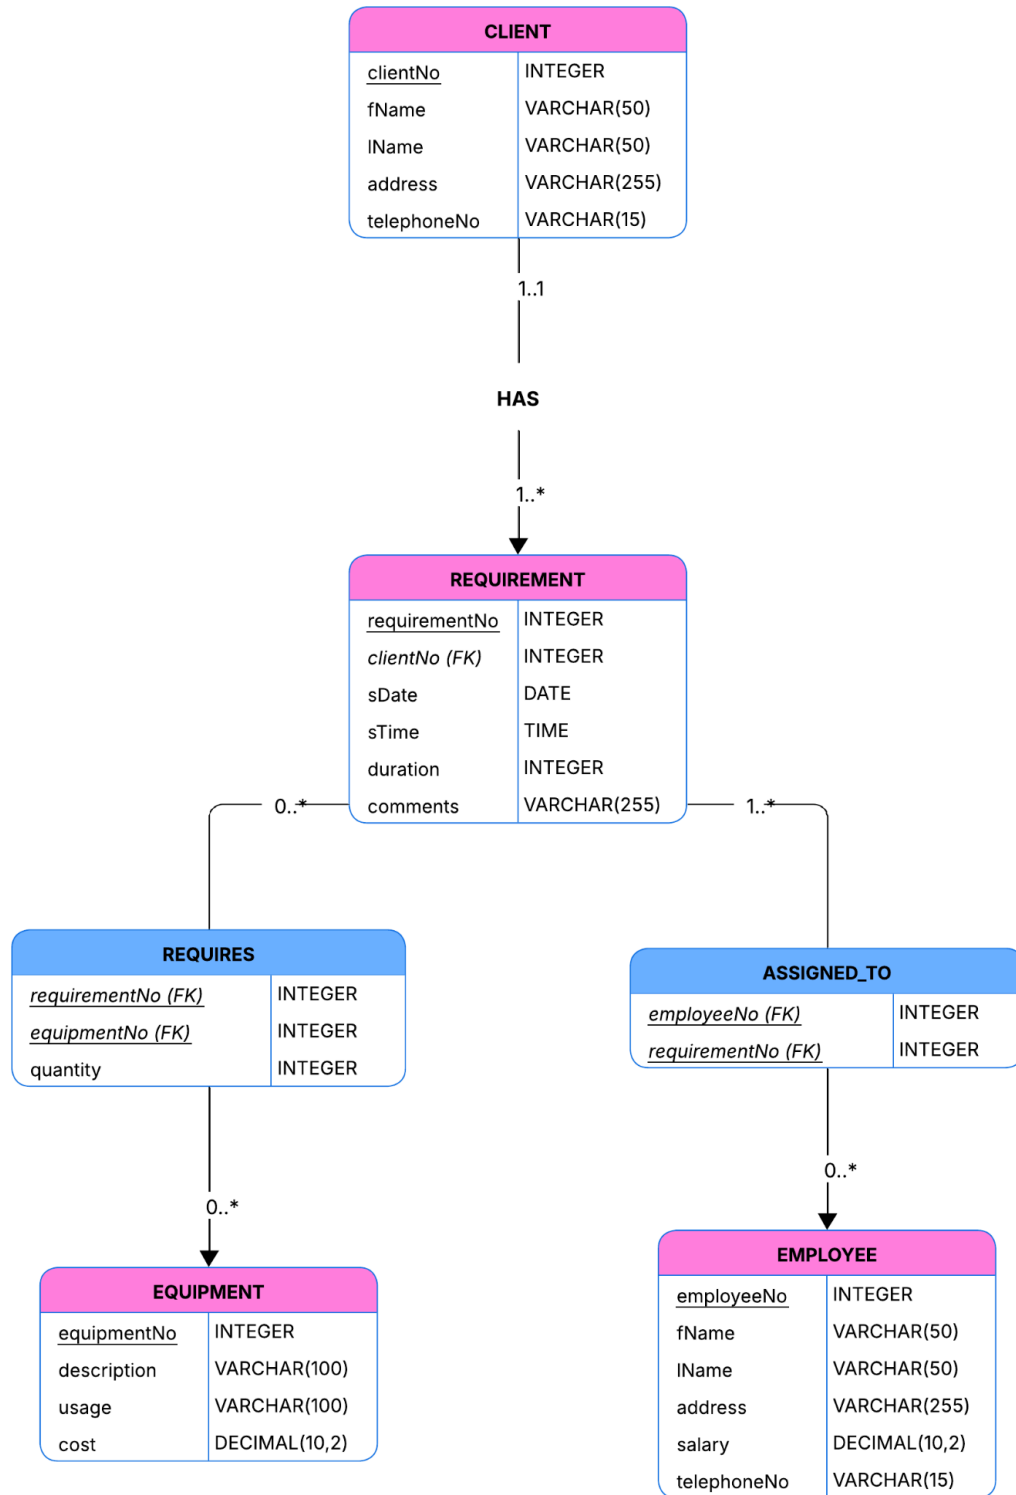 CLIENT
clientNo INTEGER
fName VARCHAR(50)
lName VARCHAR(50)
address VARCHAR(255)
telephoneNo VARCHAR(15)
1..1
HAS
1..*
REQUIREMENT
requirementNo INTEGER
clientNo (FK) INTEGER
sDate DATE
sTime TIME
duration INTEGER
comments VARCHAR(255)
0..*
1..*
REQUIRES
requirementNo (FK) INTEGER
equipmentNo (FK) INTEGER
quantity INTEGER
ASSIGNED_TO
employeeNo (FK) INTEGER
requirementNo (FK) INTEGER
0..*
0..*
EQUIPMENT
equipmentNo INTEGER
description VARCHAR(100)
usage VARCHAR(100)
cost DECIMAL(10,2)
EMPLOYEE
employeeNo INTEGER
fName VARCHAR(50)
lName VARCHAR(50)
address VARCHAR(255)
salary DECIMAL(10,2)
telephoneNo VARCHAR(15)